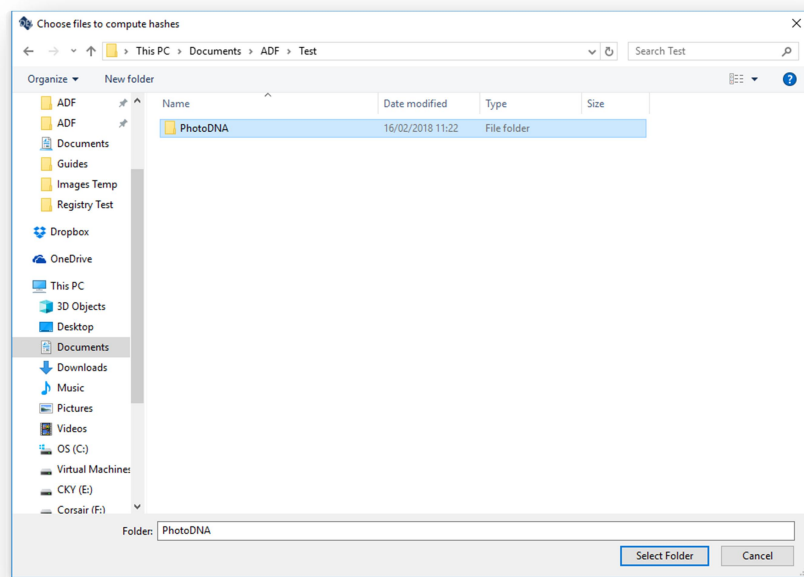 Choose files to compute hashes
This PC > Documents > ADF > Test
Search Test
Organize
New folder
Name
Date modified
Type
Size
PhotoDNA
16/02/2018 11:22
File folder
ADF
ADF
Documents
Guides
Images Temp
Registry Test
Dropbox
OneDrive
This PC
3D Objects
Desktop
Documents
Downloads
Music
Pictures
Videos
OS (C:)
Virtual Machines
CKY (E:)
Corsair (F:)
Folder: PhotoDNA
Select Folder
Cancel